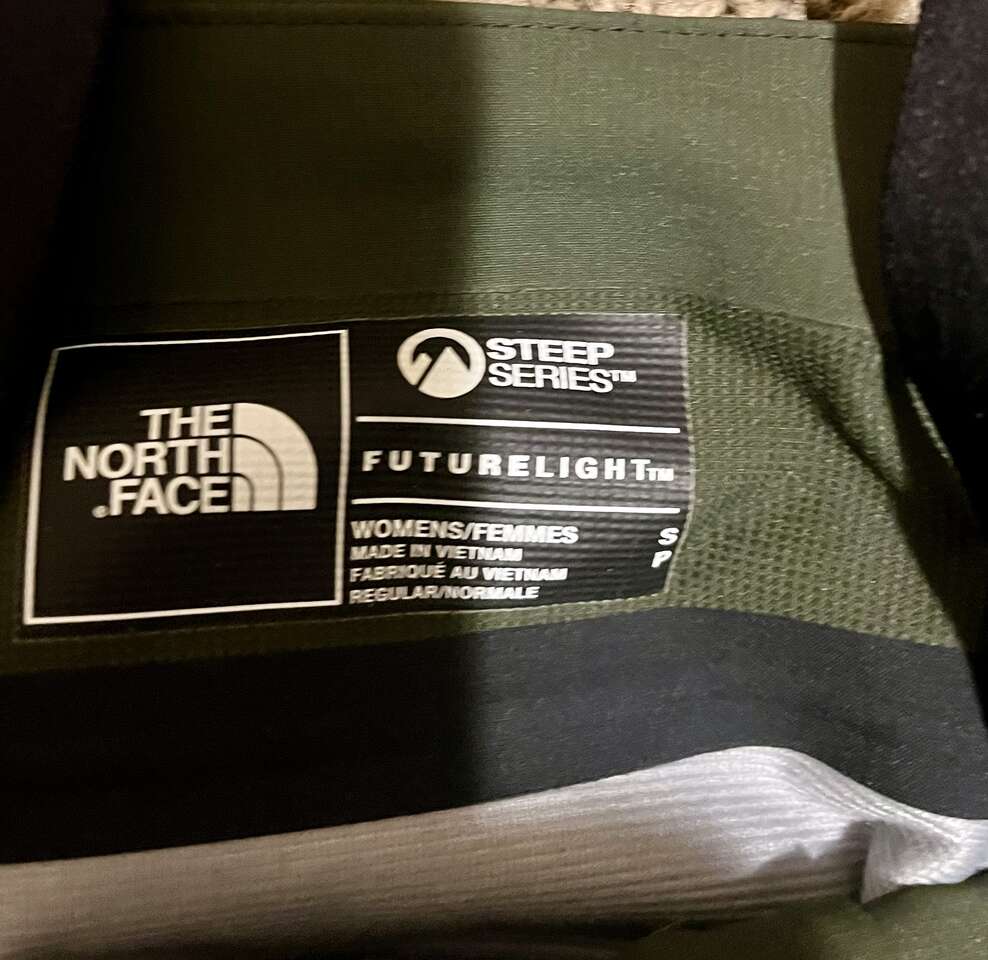 THE
NORTH
FACE
STEEP
SERIES™
FUTURELIGHT™
WOMENS/FEMMES S
MADE IN VIETNAM P
FABRIQUÉ AU VIETNAM
REGULAR/NORMALE